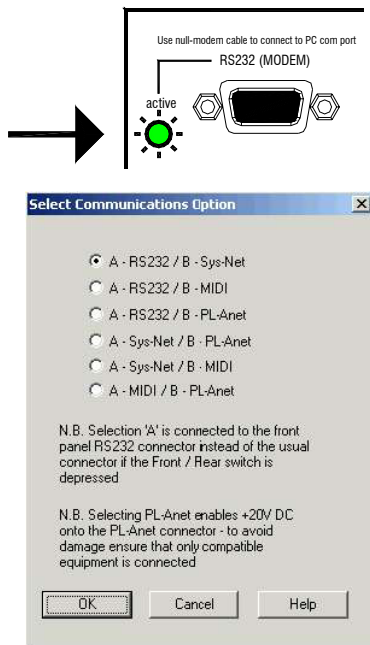 Use null-modem cable to connect to PC com port
RS232 (MODEM)
active
Select Communications Option
A - RS232 / B - Sys-Net
A - RS232 / B - MIDI
A - RS232 / B - PL-Anet
A - Sys-Net / B - PL-Anet
A - Sys-Net / B - MIDI
A - MIDI / B - PL-Anet
N.B. Selection 'A' is connected to the front
panel RS232 connector instead of the usual
connector if the Front / Rear switch is
depressed
N.B. Selecting PL-Anet enables +20V DC
onto the PL-Anet connector - to avoid
damage ensure that only compatible
equipment is connected
OK Cancel Help